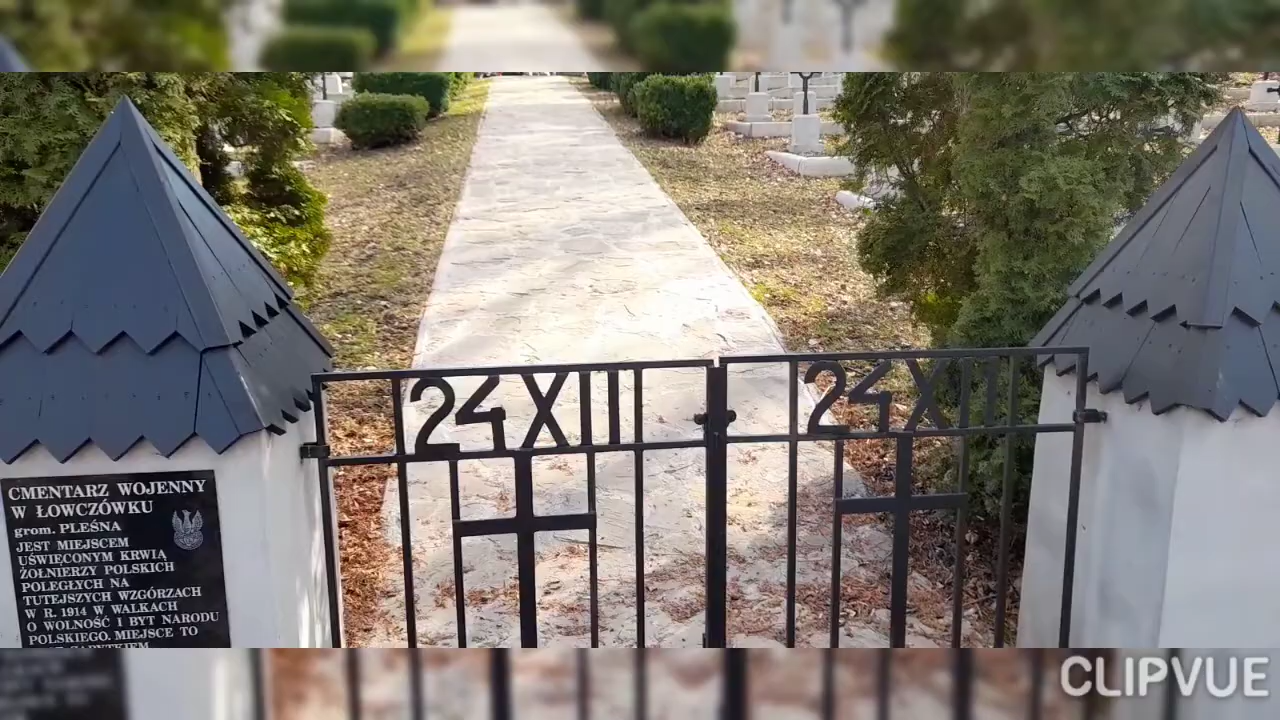 24 XII 24 XII
CMENTARZ WOJENNY
W ŁOWCZÓWKU
grom. PLEŚNA
JEST MIEJSCEM
UŚWIĘCONYM KRWIĄ
ŻOŁNIERZY POLSKICH
POLEGŁYCH NA
TUTEJSZYCH WZGÓRZACH
W R. 1914 W WALKACH
O WOLNOŚĆ I BYT NARODU
POLSKIEGO. MIEJSCE TO
CLIPVUE